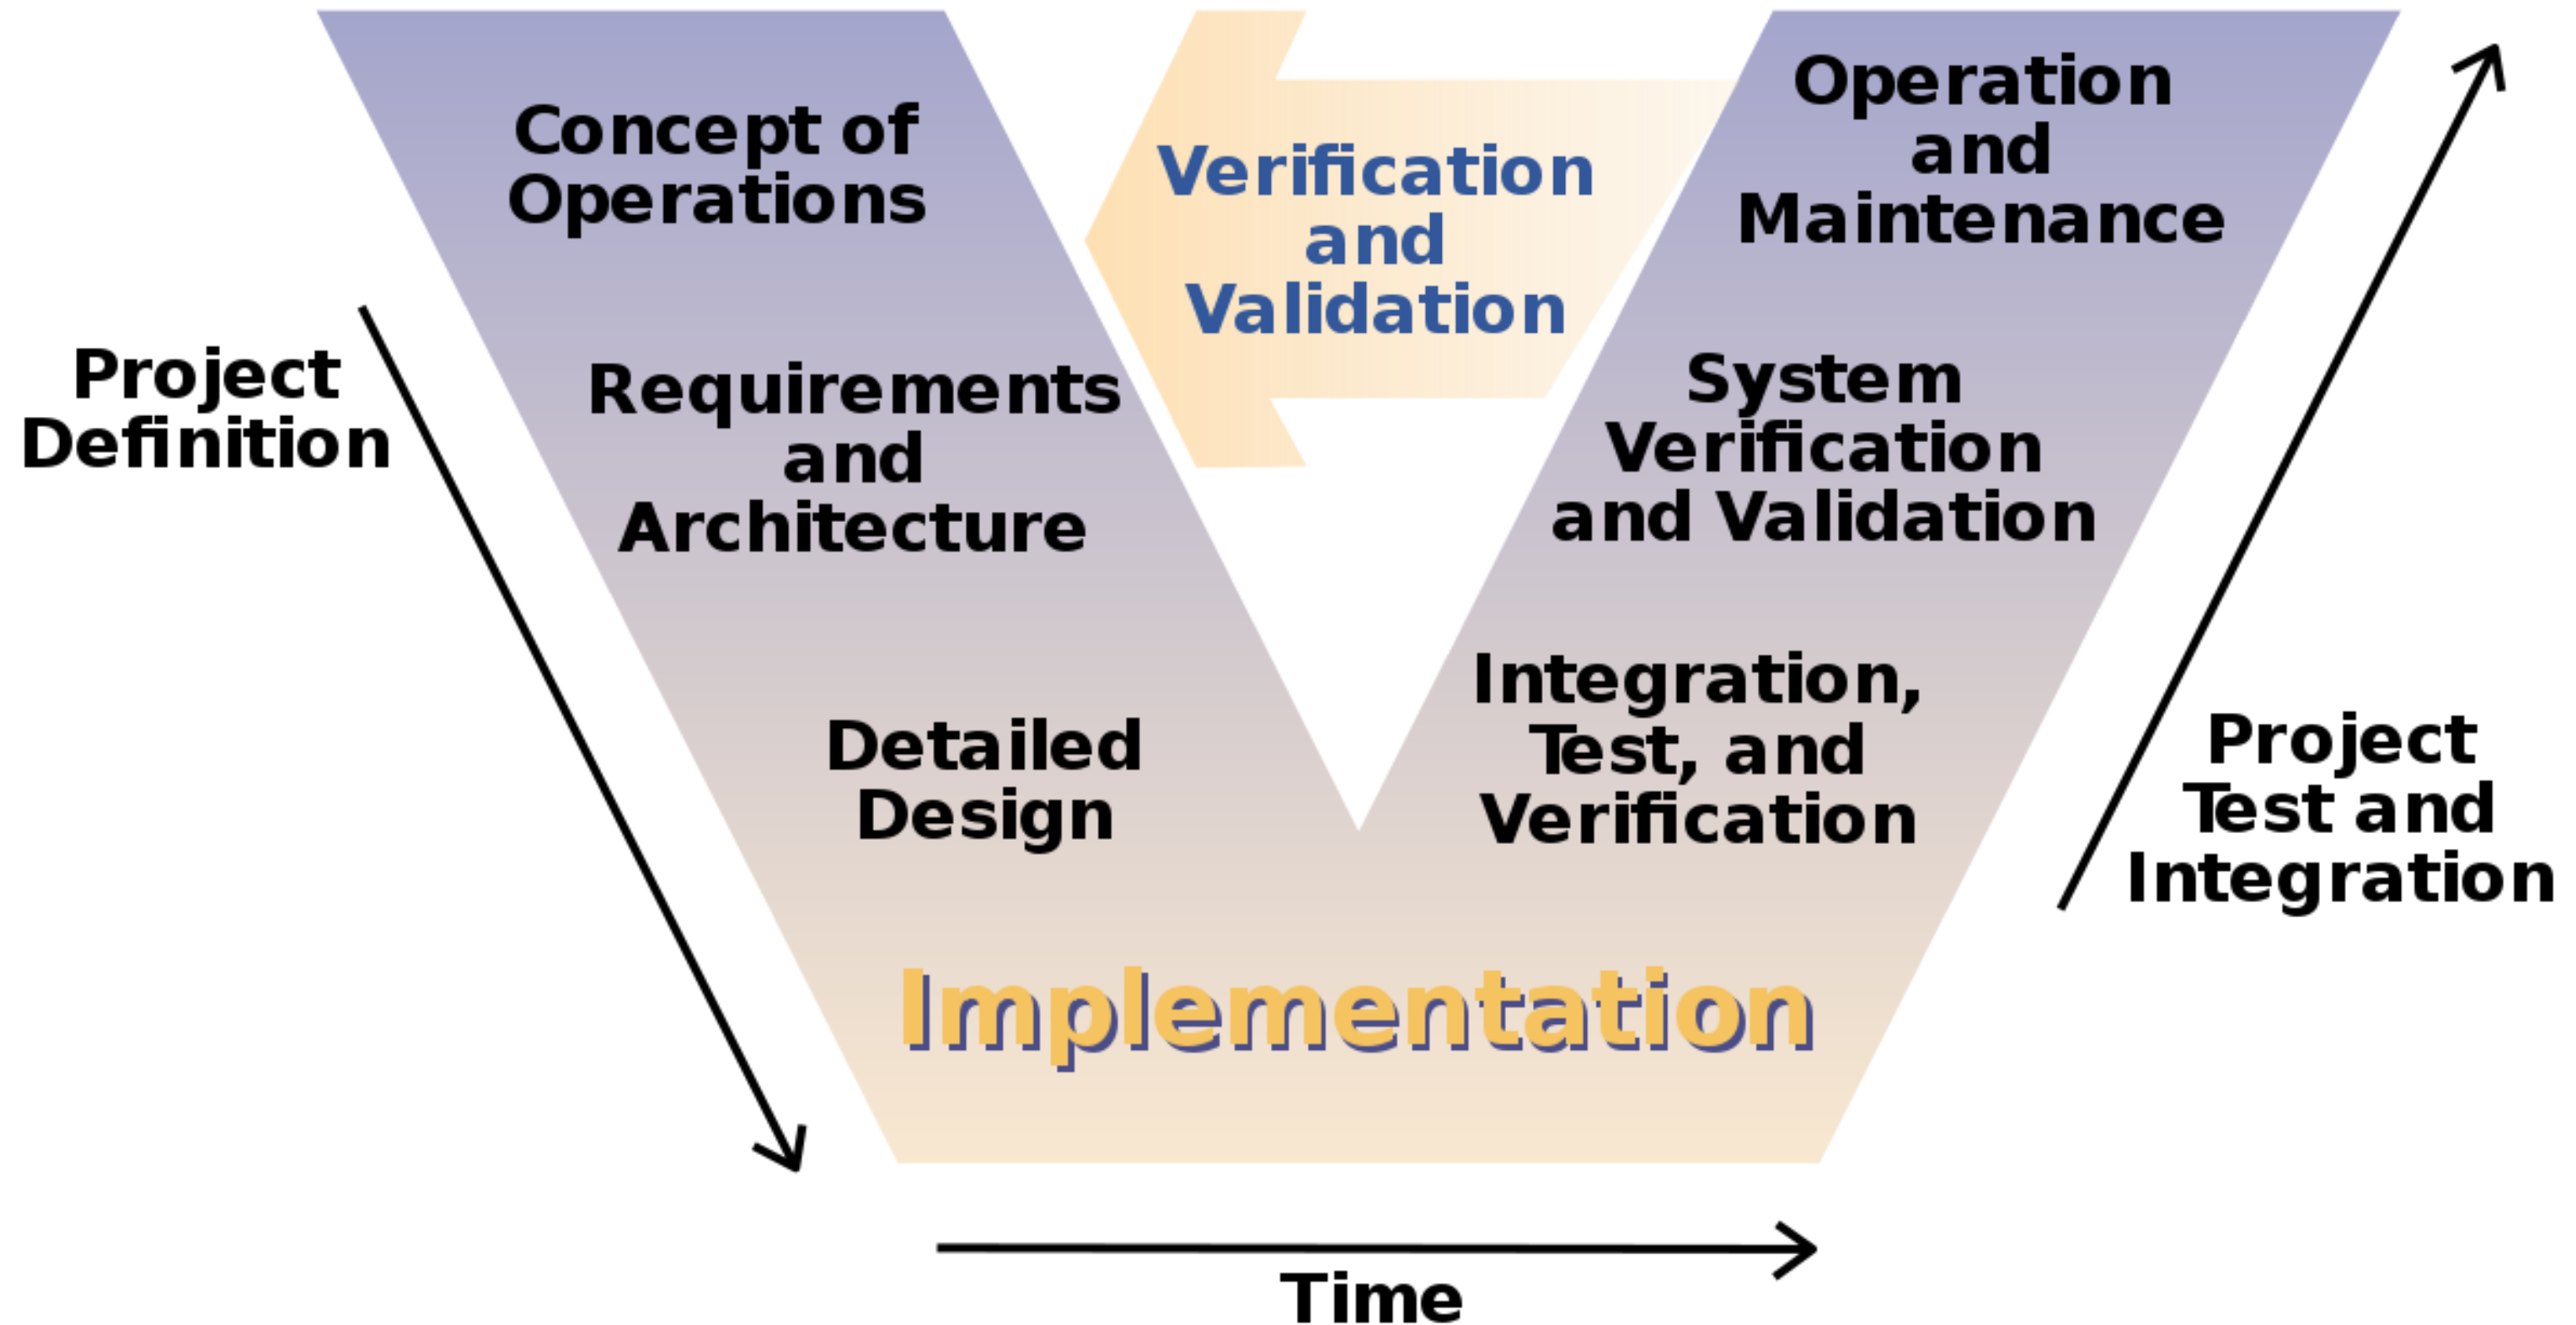 Concept of
Operations
Verification
and
Validation
Operation
and
Maintenance
Project
Definition
Requirements
and
Architecture
System
Verification
and Validation
Detailed
Design
Integration,
Test, and
Verification
Project
Test and
Integration
Implementation
Time